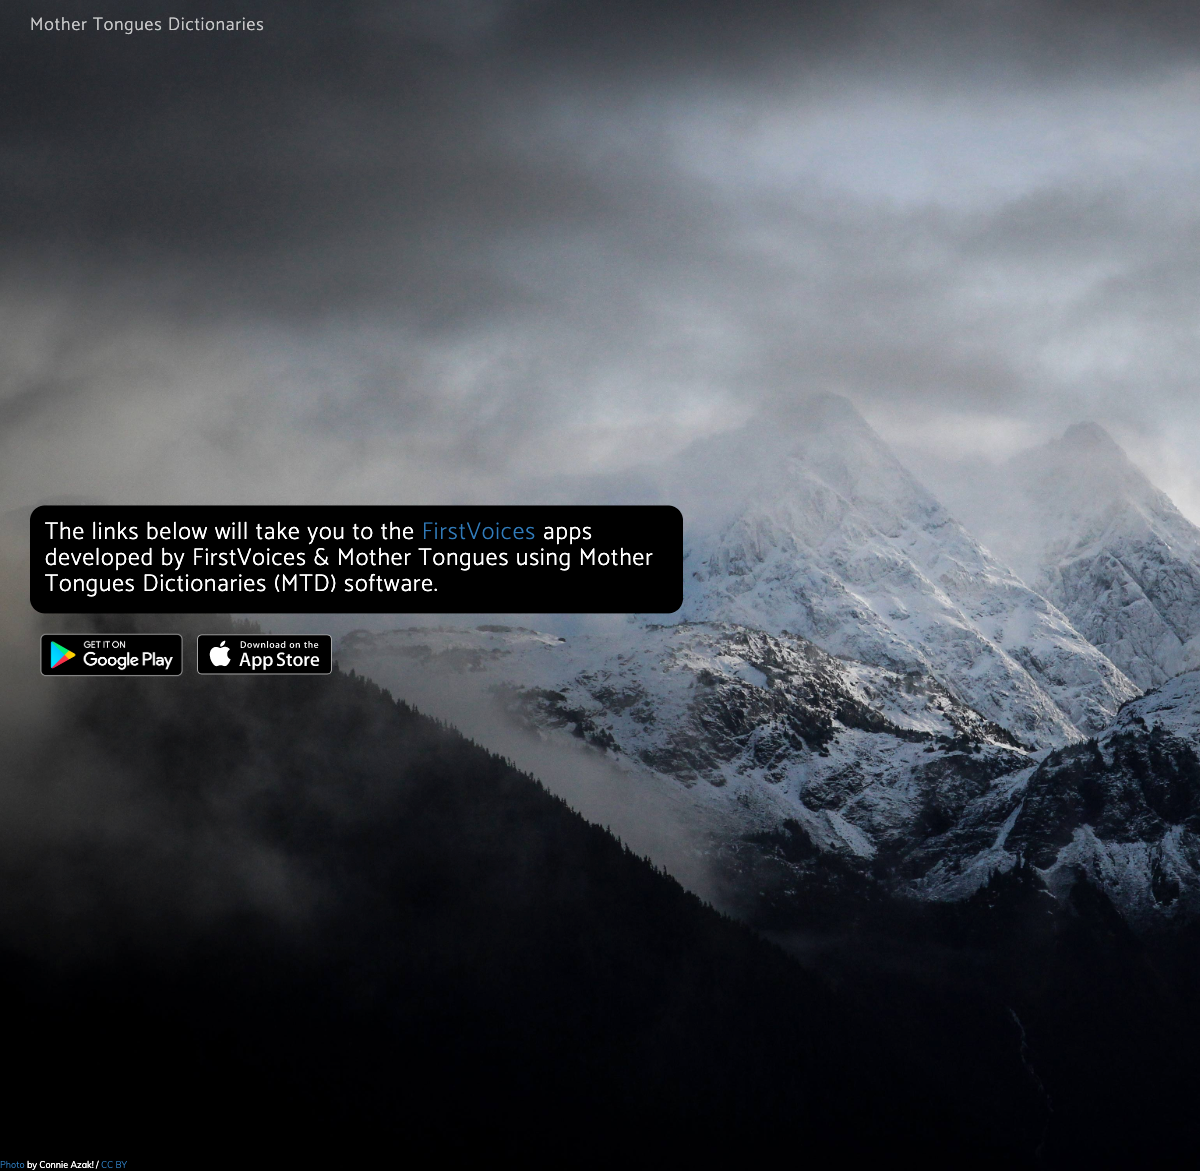 Mother Tongues Dictionaries
The links below will take you to the FirstVoices apps
developed by FirstVoices & Mother Tongues using Mother
Tongues Dictionaries (MTD) software.
GET IT ON
Google Play
Download on the
App Store
Photo by Connie Azak! / CC BY